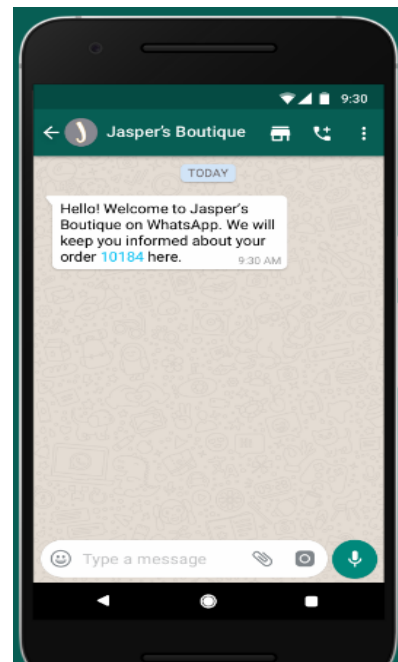 9:30
Jasper's Boutique
TODAY
Hello! Welcome to Jasper's
Boutique on WhatsApp. We will
keep you informed about your
order 10184 here.
9:30 AM
Type a message